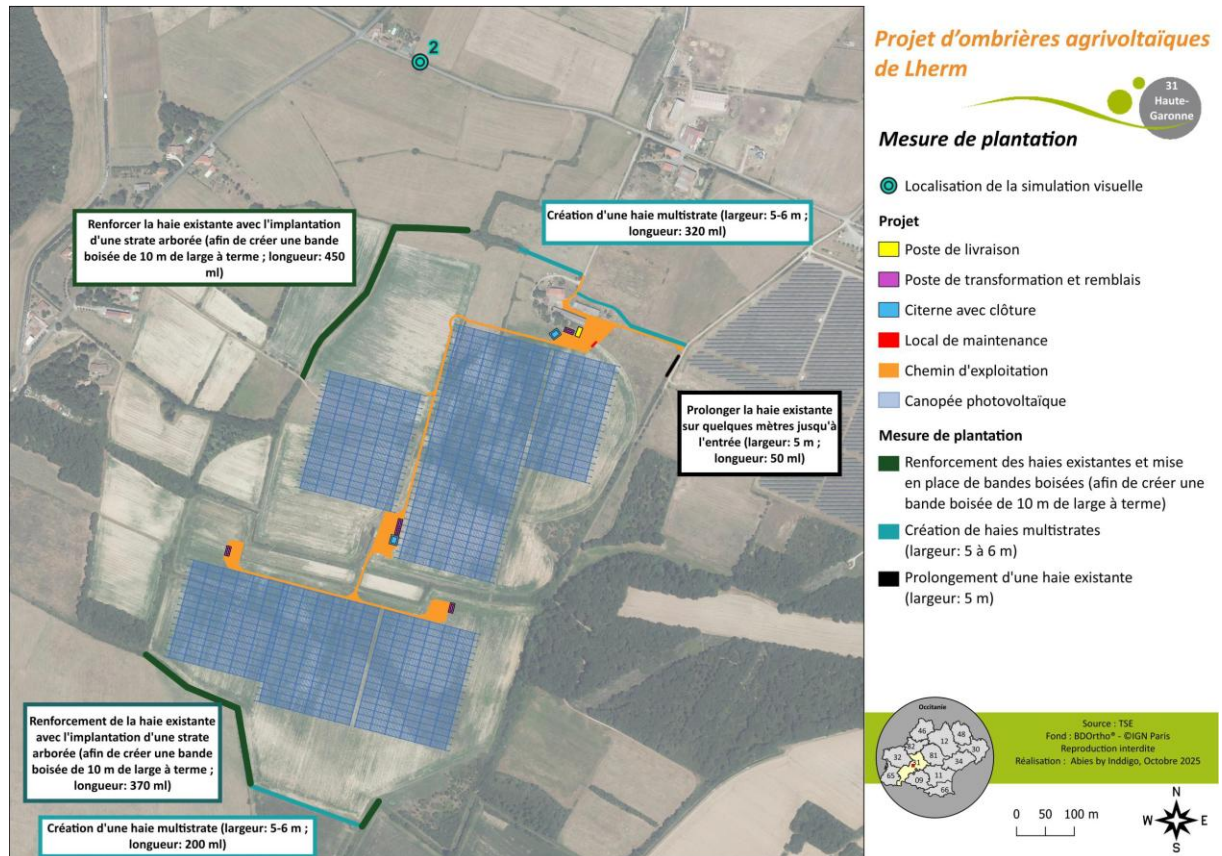 2
Renforcer la haie existante avec l'implantation
d'une strate arborée (afin de créer une bande
boisée de 10 m de large à terme ; longueur: 450
ml)
Création d'une haie multistrate (largeur: 5-6 m ;
longueur: 320 ml)
Prolonger la haie existante
sur quelques mètres jusqu'à
l'entrée (largeur: 5 m ;
longueur: 50 ml)
Renforcement de la haie existante
avec l'implantation d'une strate
arborée (afin de créer une bande
boisée de 10 m de large à terme ;
longueur: 370 ml)
Création d'une haie multistrate (largeur: 5-6 m ;
longueur: 200 ml)
Projet d'ombrières agrivoltaïques
de Lherm
31
Haute-
Garonne
Mesure de plantation
Localisation de la simulation visuelle
Projet
Poste de livraison
Poste de transformation et remblais
Citerne avec clôture
Local de maintenance
Chemin d'exploitation
Canopée photovoltaïque
Mesure de plantation
Renforcement des haies existantes et mise
en place de bandes boisées (afin de créer une
bande boisée de 10 m de large à terme)
Création de haies multistrates
(largeur: 5 à 6 m)
Prolongement d'une haie existante
(largeur: 5 m)
Occitanie
46
48
12
82
30
32
81
34
31
65
09
11
66
Source : TSE
Fond : BDOrtho® - ©IGN Paris
Reproduction interdite
Réalisation : Abies by Inddigo, Octobre 2025
0 50 100 m
N
W E
S